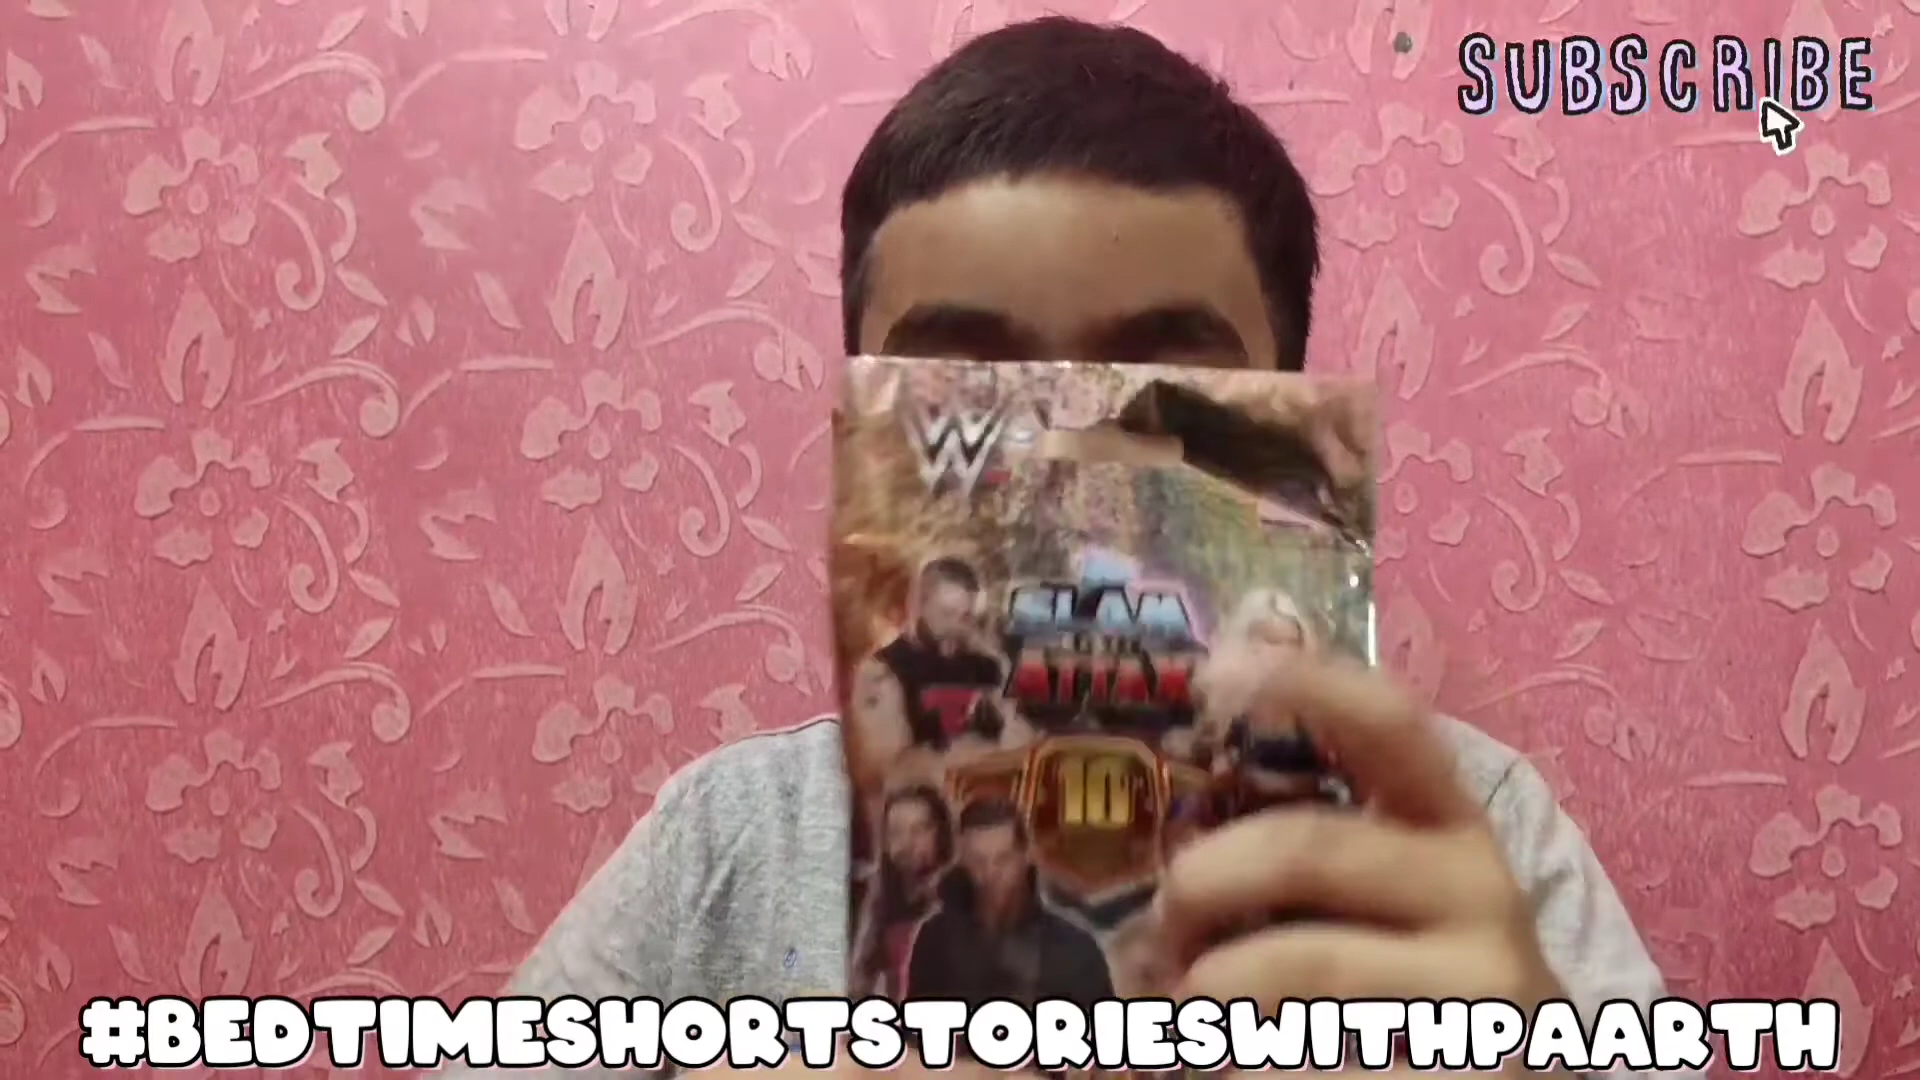 SUBSCRIBE
W
SLAM
ATTAX
10
#BEDTIMESHORTSTORIESWITHPAARTH